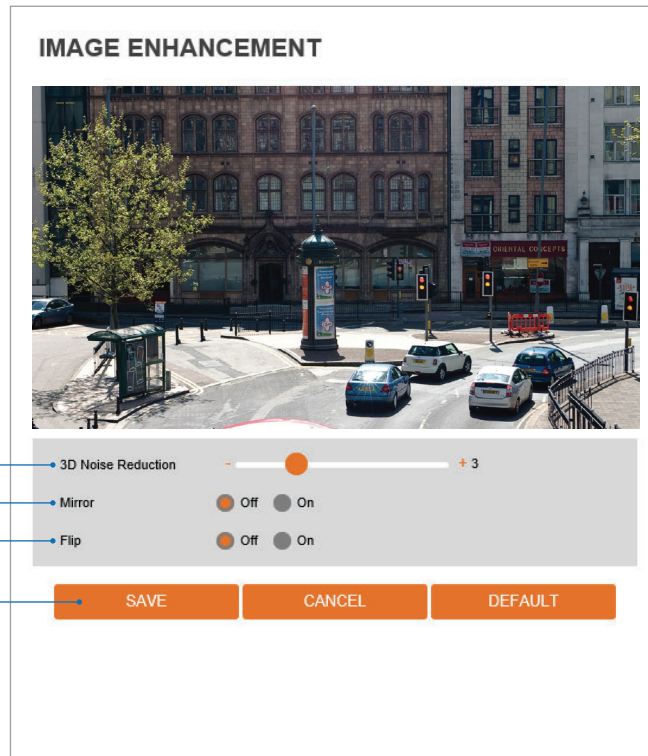 IMAGE ENHANCEMENT
ORIENTAL CONCEPTS
3D Noise Reduction - + 3
Mirror Off On
Flip Off On
SAVE CANCEL DEFAULT